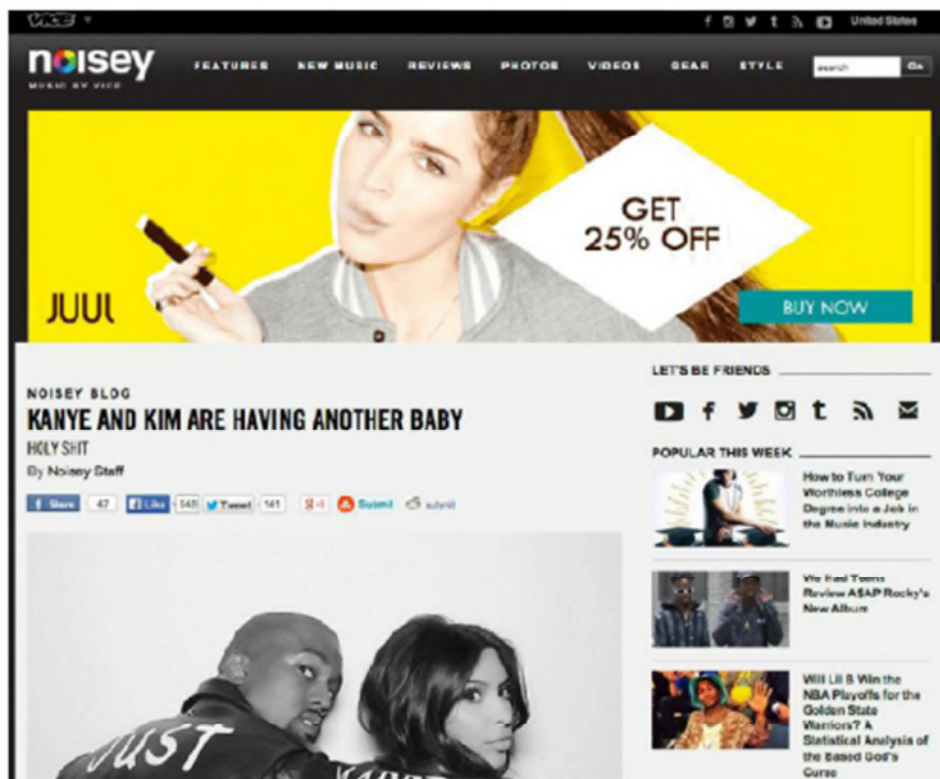 VICE
United States
noisey
MUSIC BY VICE
FEATURES NEW MUSIC REVIEWS PHOTOS VIDEOS GEAR STYLE
search Go
GET
25% OFF
JUUL
BUY NOW
NOISEY BLOG
KANYE AND KIM ARE HAVING ANOTHER BABY
HOLY SHIT
By Noisey Staff
Share 47 Like 548 Tweet 141 Submit submit
JUST
LET'S BE FRIENDS
POPULAR THIS WEEK
How to Turn Your
Worthless College
Degree into a Job in
the Music Industry
We Had Teens
Review A$AP Rocky's
New Album
Will Lil B Win the
NBA Playoffs for the
Golden State
Warriors? A
Statistical Analysis of
the Based God's
Curse